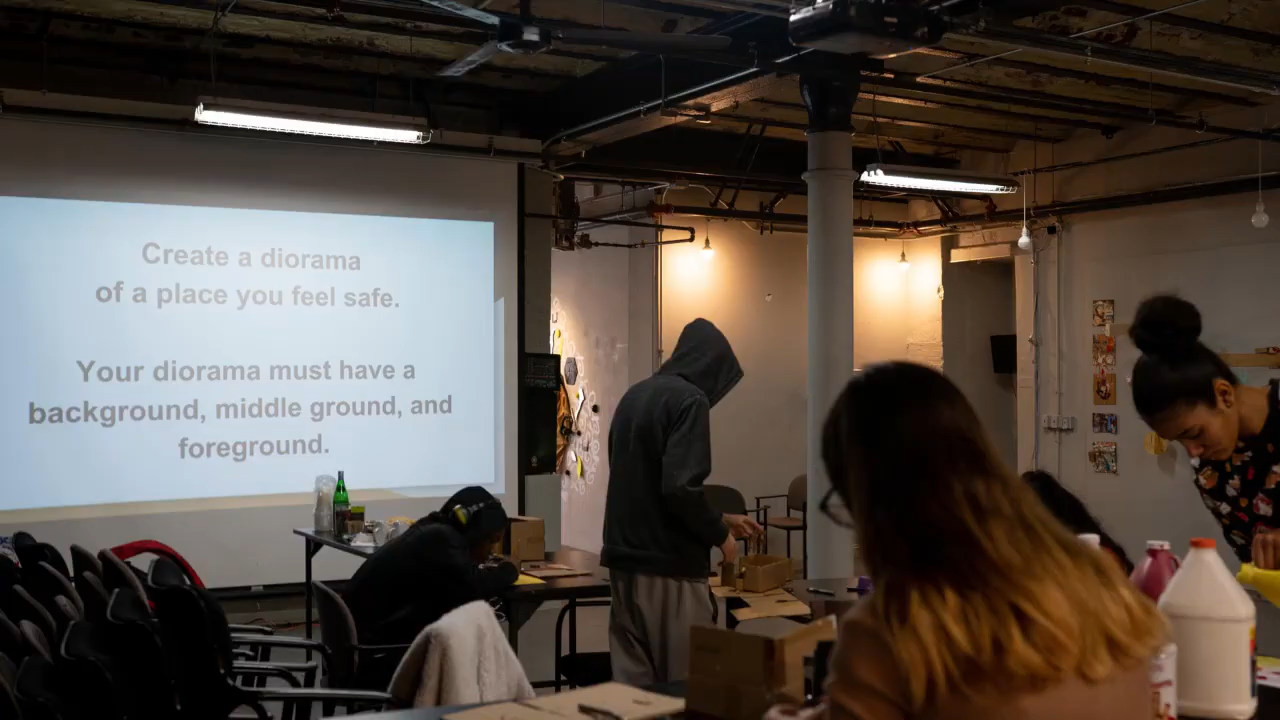 Create a diorama
of a place you feel safe.
Your diorama must have a
background, middle ground, and
foreground.